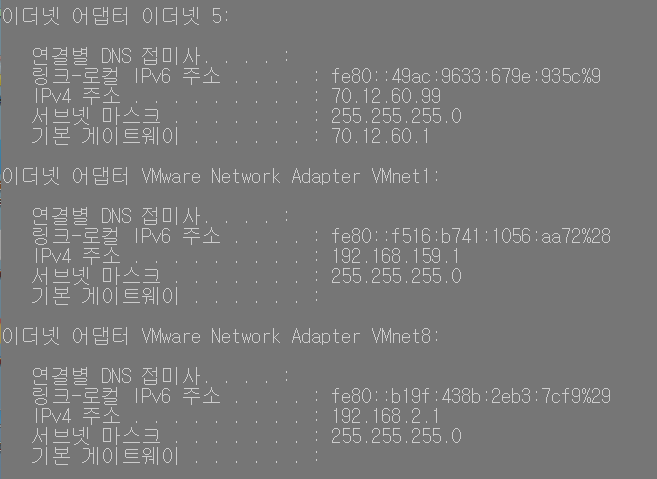 이더넷 어댑터 이더넷 5:
연결별 DNS 접미사. . . . :
링크-로컬 IPv6 주소 . . . . : fe80::49ac:9633:679e:935c%9
IPv4 주소 . . . . . . . . . : 70.12.60.99
서브넷 마스크 . . . . . . . : 255.255.255.0
기본 게이트웨이 . . . . . . : 70.12.60.1
이더넷 어댑터 VMware Network Adapter VMnet1:
연결별 DNS 접미사. . . . :
링크-로컬 IPv6 주소 . . . . : fe80::f516:b741:1056:aa72%28
IPv4 주소 . . . . . . . . . : 192.168.159.1
서브넷 마스크 . . . . . . . : 255.255.255.0
기본 게이트웨이 . . . . . . :
이더넷 어댑터 VMware Network Adapter VMnet8:
연결별 DNS 접미사. . . . :
링크-로컬 IPv6 주소 . . . . : fe80::b19f:438b:2eb3:7cf9%29
IPv4 주소 . . . . . . . . . : 192.168.2.1
서브넷 마스크 . . . . . . . : 255.255.255.0
기본 게이트웨이 . . . . . . :